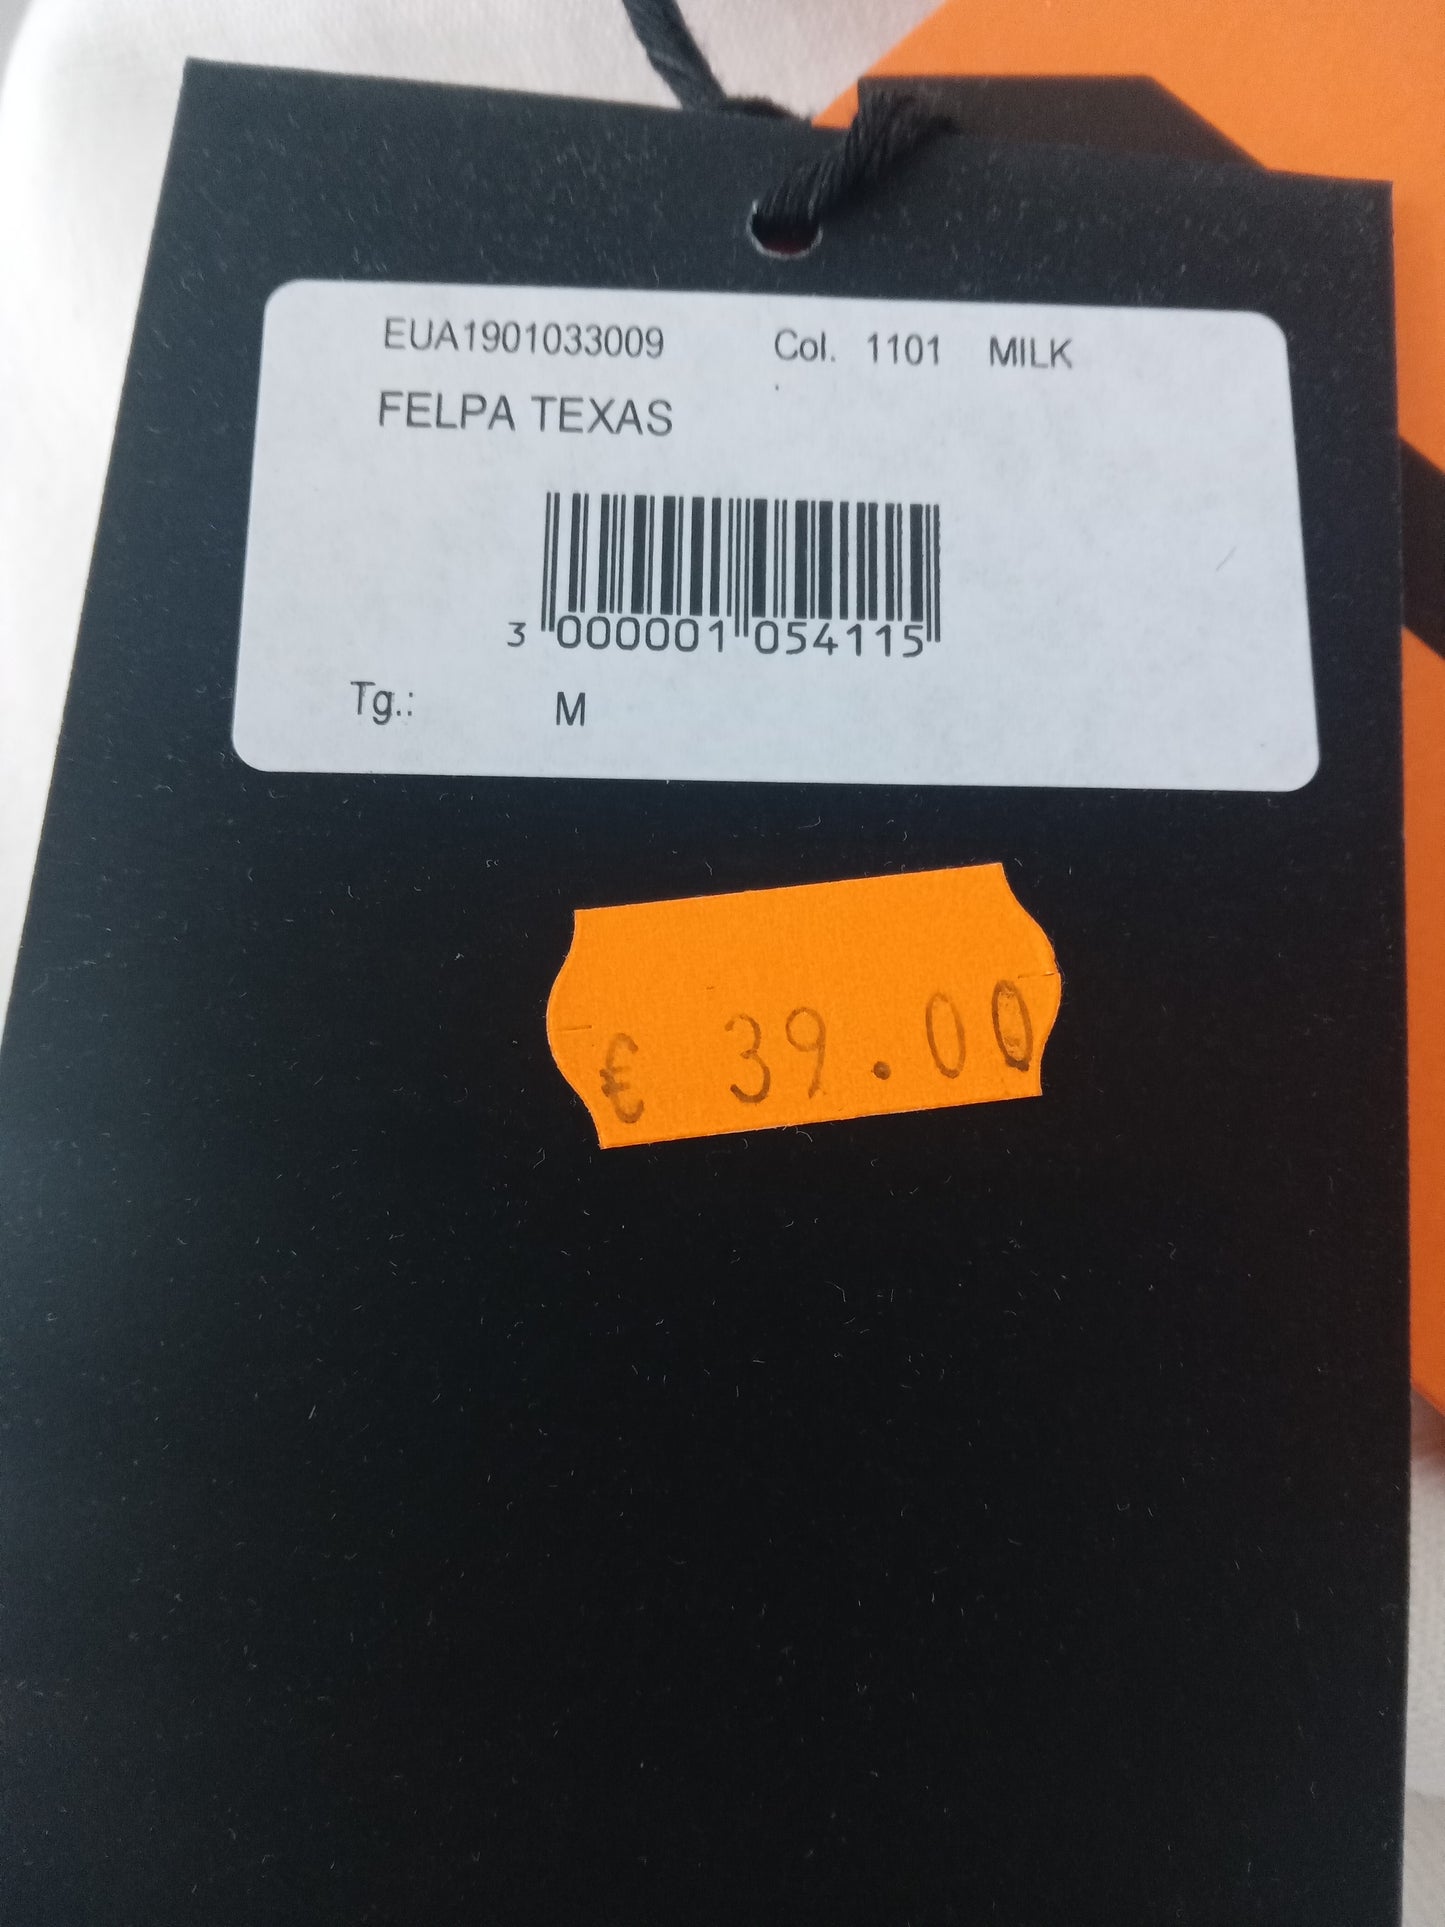 EUA1901033009 Col. 1101 MILK
FELPA TEXAS
3 000001 054115
Tg.: M
€ 39.00